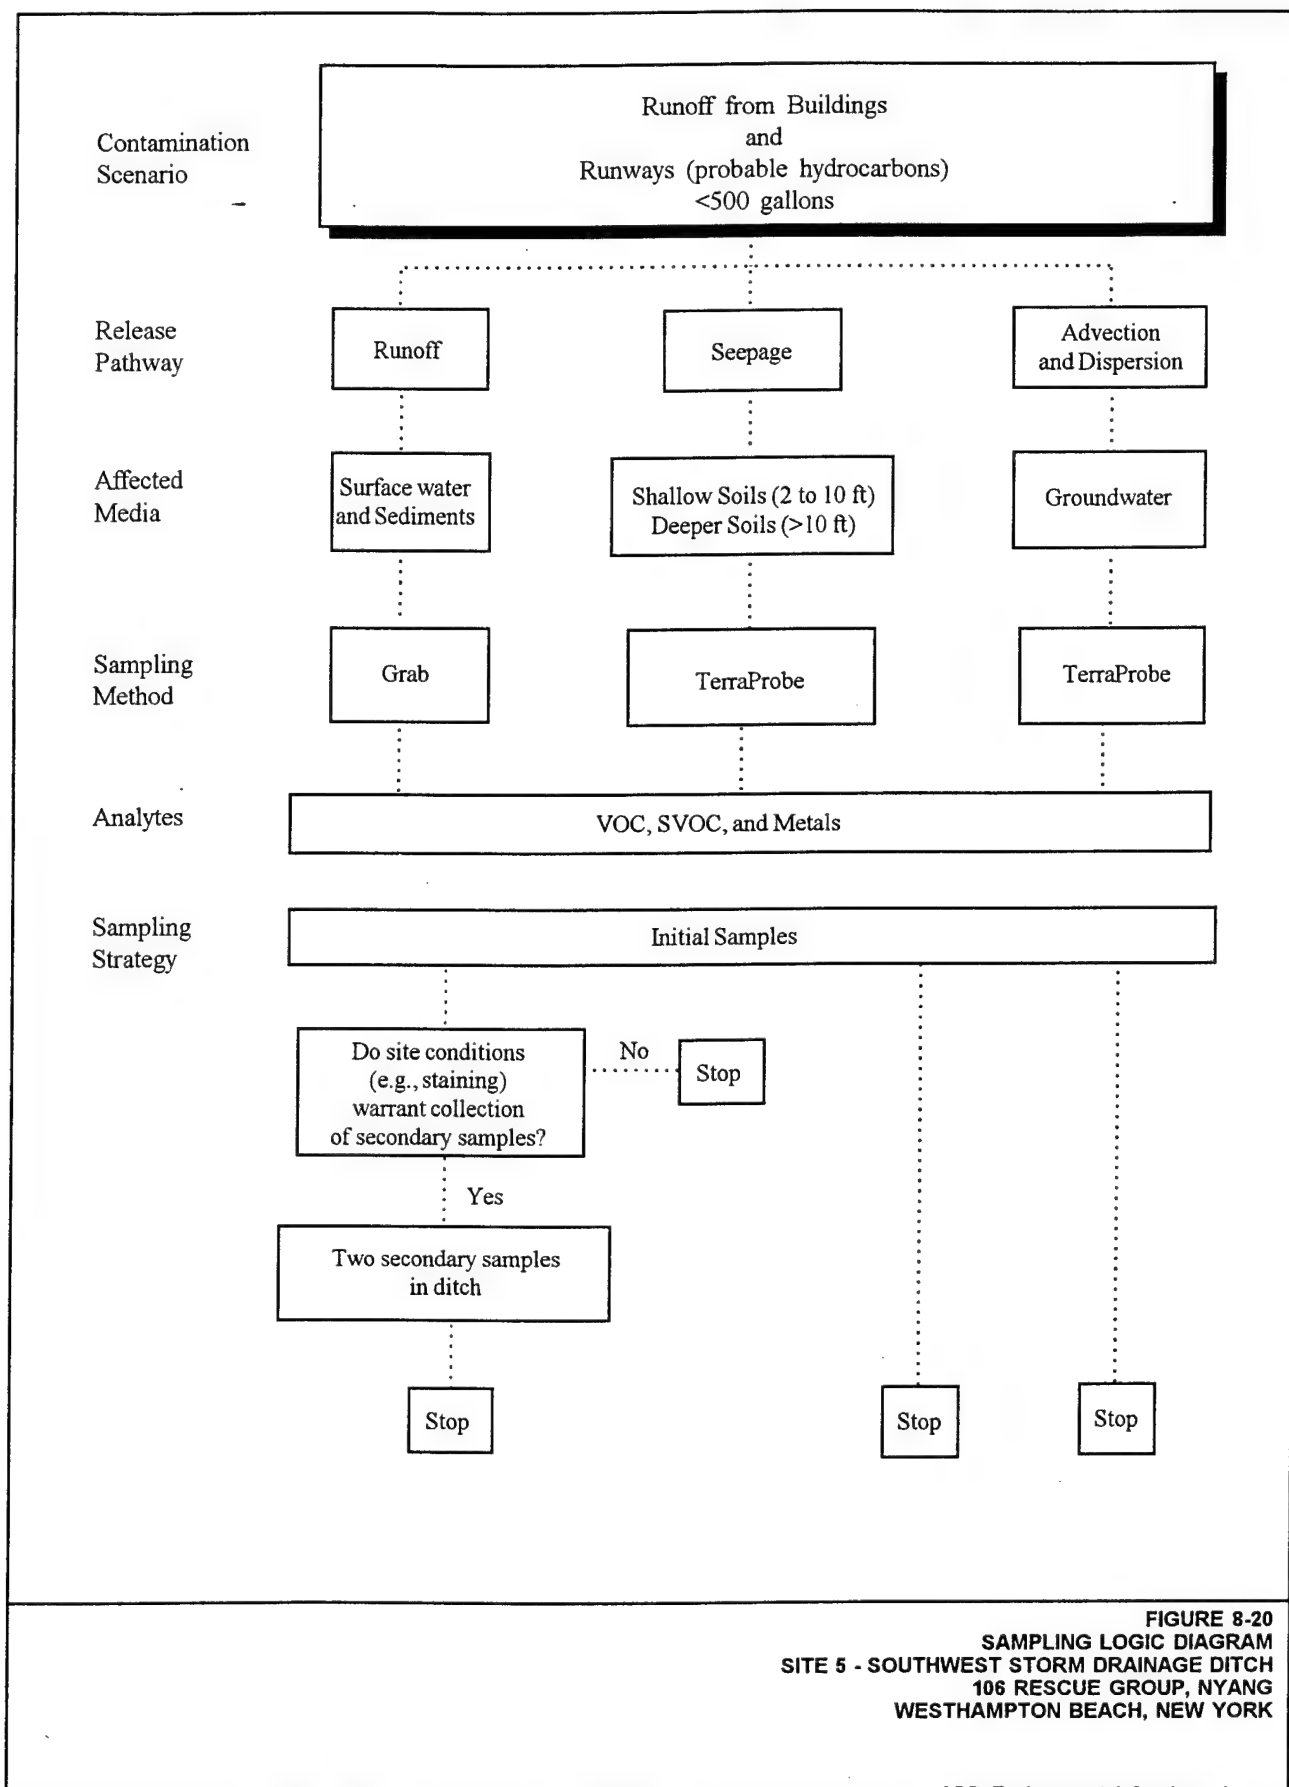 Contamination
Scenario
Runoff from Buildings
and
Runways (probable hydrocarbons)
<500 gallons
Release
Pathway
Runoff
Seepage
Advection
and Dispersion
Affected
Media
Surface water
and Sediments
Shallow Soils (2 to 10 ft)
Deeper Soils (>10 ft)
Groundwater
Sampling
Method
Grab
TerraProbe
TerraProbe
Analytes
VOC, SVOC, and Metals
Sampling
Strategy
Initial Samples
Do site conditions
(e.g., staining)
warrant collection
of secondary samples?
No
Stop
Yes
Two secondary samples
in ditch
Stop
Stop
Stop
FIGURE 8-20
SAMPLING LOGIC DIAGRAM
SITE 5 - SOUTHWEST STORM DRAINAGE DITCH
106 RESCUE GROUP, NYANG
WESTHAMPTON BEACH, NEW YORK